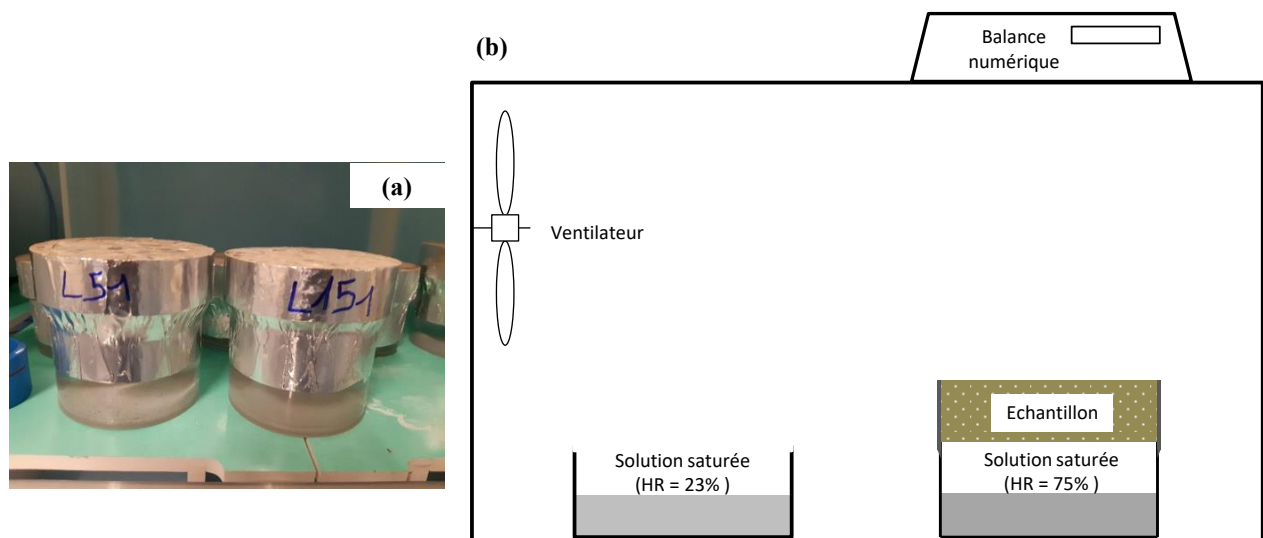 (a)
L51
L151
(b)
Balance
numérique
Ventilateur
Solution saturée
(HR = 23% )
Echantillon
Solution saturée
(HR = 75% )